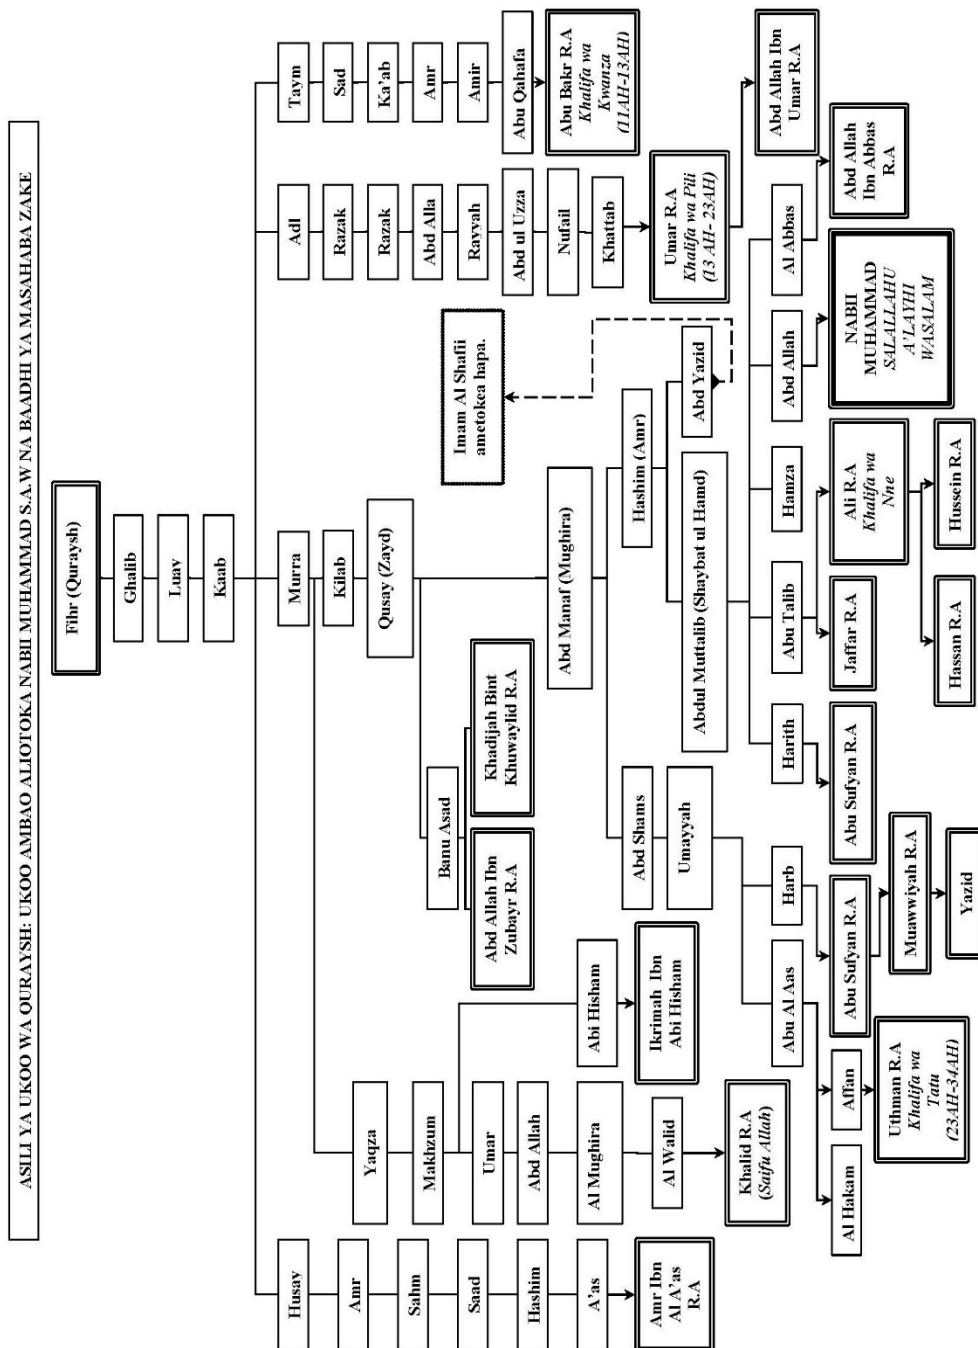 ASILI YA UKOO WA QURAYSH: UKOO AMBAO ALIOTOKA NABII MUHAMMAD S.A.W NA BAADHI YA MASAHABA ZAKE
Fihr (Quraysh)
Ghalib
Luav
Kaab
Husay
Murra
Adl
Taym
Amr
Yaqza
Kilab
Razak
Sad
Sahm
Makhzum
Qusay (Zayd)
Razak
Ka'ab
Saad
Umar
Banu Asad
Abd Alla
Amr
Hashim
Abd Allah
Abd Allah Ibn
Zubayr R.A
Khadijah Bint
Khuwaylid R.A
Imam Al Shafii
ametokea hapa.
Rayyah
Amir
A'as
Al Mughira
Abi Hisham
Abd Manaf (Mughira)
Abd ul Uzza
Abu Qahafa
Amr Ibn
Al A'as
R.A
Al Walid
Ikrimah Ibn
Abi Hisham
Abd Shams
Hashim (Amr)
Nufail
Abu Bakr R.A
Khalifa wa
Kwanza
(11AH-13AH)
Khalid R.A
(Saifu Allah)
Umayyah
Abdul Muttalib (Shaybat ul Hamd)
Abd Yazid
Khattab
Umar R.A
Khalifa wa Pili
(13 AH- 23AH)
Abu Al Aas
Harb
Harith
Abu Talib
Hamza
Abd Allah
Al Abbas
Abd Allah Ibn
Umar R.A
Al Hakam
Affan
Abu Sufyan R.A
Abu Sufyan R.A
Jaffar R.A
Ali R.A
Khalifa wa
Nne
NABII
MUHAMMAD
SALALLAHU
A'LAYHI
WASALAM
Abd Allah
Ibn Abbas
R.A
Uthman R.A
Khalifa wa
Tatu
(23AH-34AH)
Muawwiyah R.A
Hassan R.A
Hussein R.A
Yazid